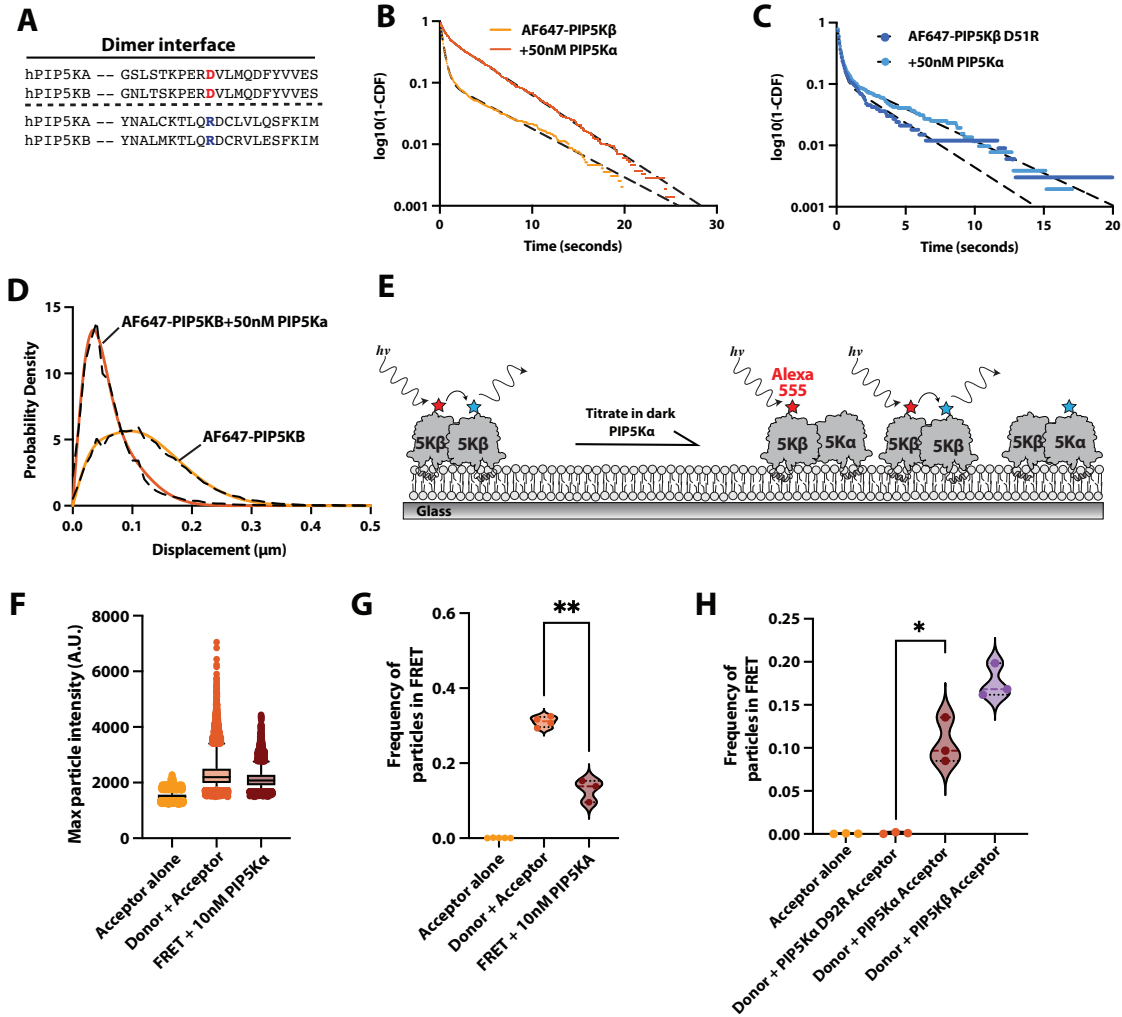 A
Dimer interface
hPIP5KA -- GSLSTKPERDVLMQDFYVVES
hPIP5KB -- GNLTSKPERDVLMQDFYVVES
hPIP5KA -- YNALCKTLQRDCLVLQSFKIM
hPIP5KB -- YNALMKTLQRDCRVLESFKIM
B
AF647-PIP5Kβ
+50nM PIP5Kα
log10(1-CDF)
1
0.1
0.01
0.001
0
10
20
30
Time (seconds)
C
AF647-PIP5Kβ D51R
+50nM PIP5Kα
log10(1-CDF)
1
0.1
0.01
0.001
0
5
10
15
20
Time (seconds)
D
AF647-PIP5KB+50nM PIP5Ka
AF647-PIP5KB
Probability Density
15
10
5
0
0.0
0.1
0.2
0.3
0.4
0.5
Displacement (μm)
E
hν
5Kβ
5Kβ
Titrate in dark
PIP5Kα
hν
Alexa
555
5Kβ
5Kα
hν
5Kβ
5Kβ
5Kβ
5Kα
Glass
F
Max particle intensity (A.U.)
8000
6000
4000
2000
0
Acceptor alone
Donor + Acceptor
FRET + 10nM PIP5Kα
G
**
Frequency of
particles in FRET
0.6
0.4
0.2
0.0
Acceptor alone
Donor + Acceptor
FRET + 10nM PIP5KA
H
*
Frequency of
particles in FRET
0.25
0.20
0.15
0.10
0.05
0.00
Acceptor alone
Donor + PIP5Kα D92R Acceptor
Donor + PIP5Kα Acceptor
Donor + PIP5Kβ Acceptor